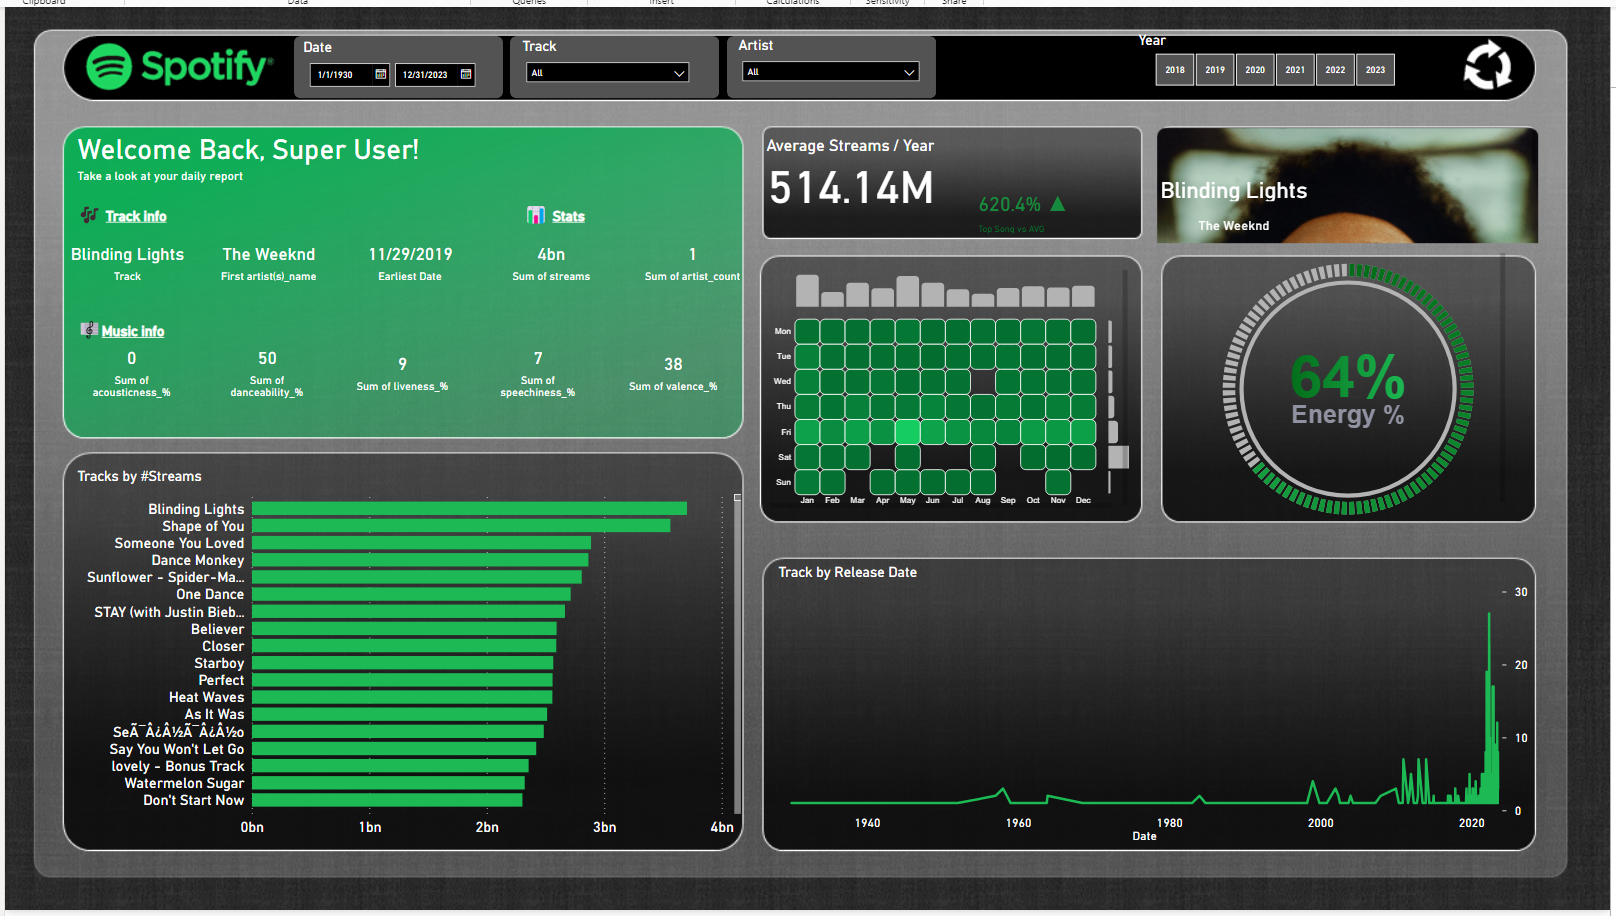 Clipboard
Data
Queries
Insert
Calculations
Sensitivity
Share
Spotify®
Date
1/1/1930
12/31/2023
Track
All
Artist
All
Year
2018
2019
2020
2021
2022
2023
Welcome Back, Super User!
Take a look at your daily report
Track info
Stats
Blinding Lights
The Weeknd
11/29/2019
4bn
1
Track
First artist(s)_name
Earliest Date
Sum of streams
Sum of artist_count
Music info
0
50
9
7
38
Sum of
acousticness_%
Sum of
danceability_%
Sum of liveness_%
Sum of
speechiness_%
Sum of valence_%
Average Streams / Year
514.14M
620.4%
Top Song vs AVG
Blinding Lights
The Weeknd
Mon
Tue
Wed
Thu
Fri
Sat
Sun
Jan
Feb
Mar
Apr
May
Jun
Jul
Aug
Sep
Oct
Nov
Dec
64%
Energy %
Tracks by #Streams
Blinding Lights
Shape of You
Someone You Loved
Dance Monkey
Sunflower - Spider-Ma...
One Dance
STAY (with Justin Bieb...
Believer
Closer
Starboy
Perfect
Heat Waves
As It Was
SeÃ¯Â¿Â½Ã¯Â¿Â½o
Say You Won't Let Go
lovely - Bonus Track
Watermelon Sugar
Don't Start Now
0bn
1bn
2bn
3bn
4bn
Track by Release Date
30
20
10
0
1940
1960
1980
2000
2020
Date